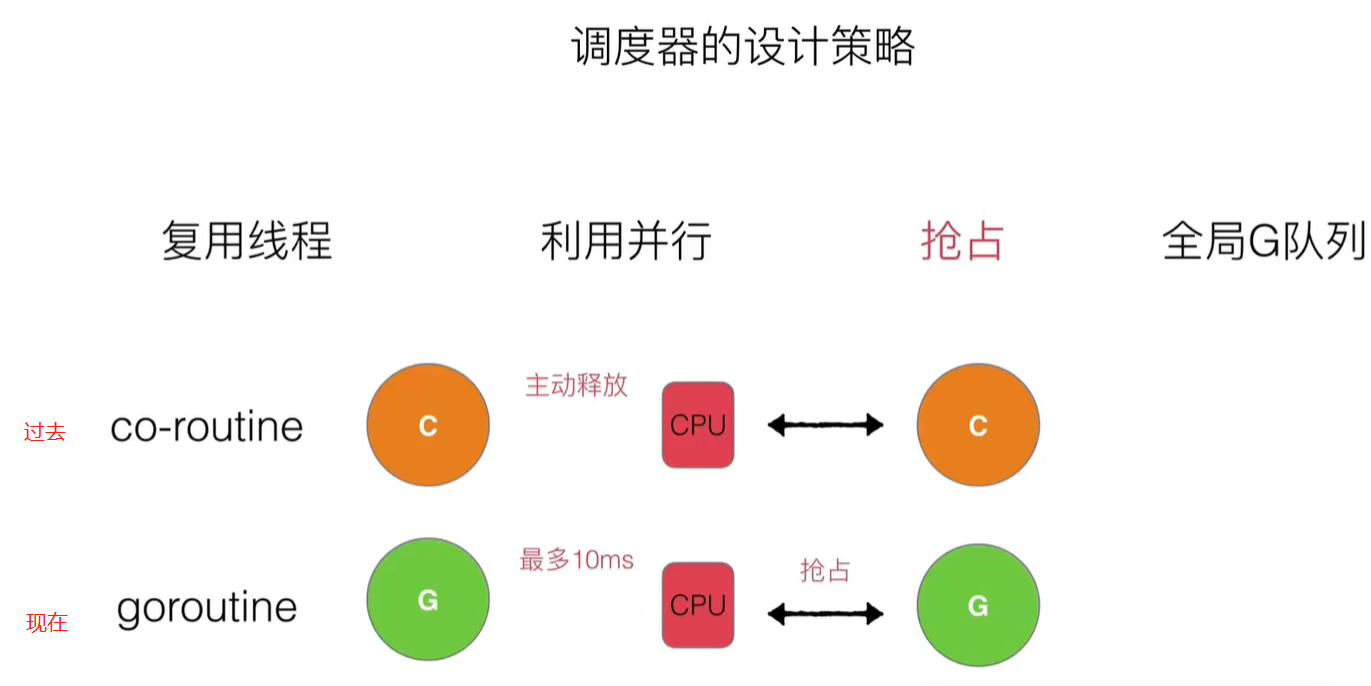 调度器的设计策略
复用线程 利用并行 抢占 全局G队列
过去 co-routine C 主动释放 CPU C
现在 goroutine G 最多10ms CPU 抢占 G